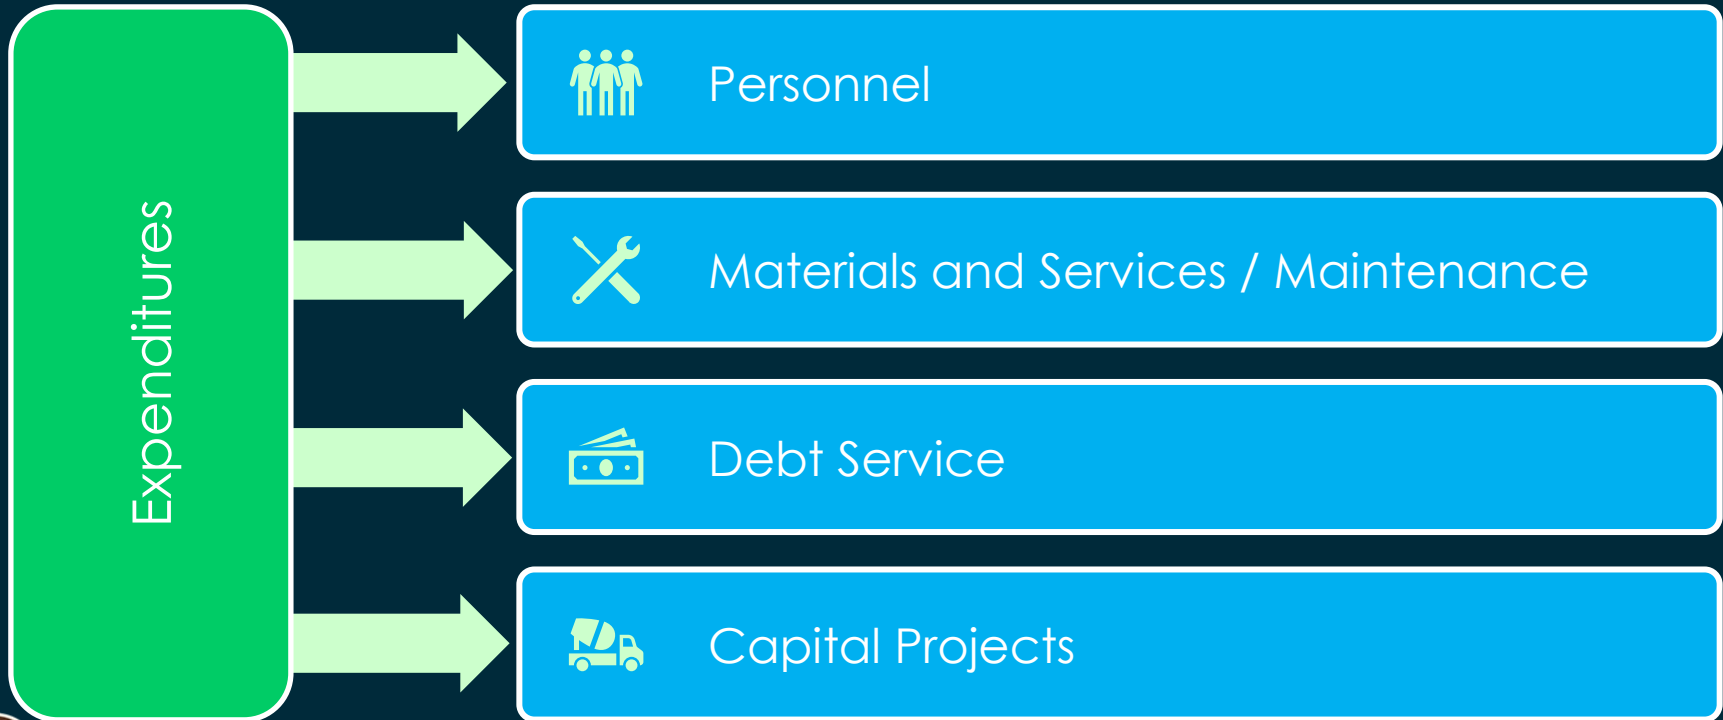 Expenditures
Personnel
Materials and Services / Maintenance
Debt Service
Capital Projects